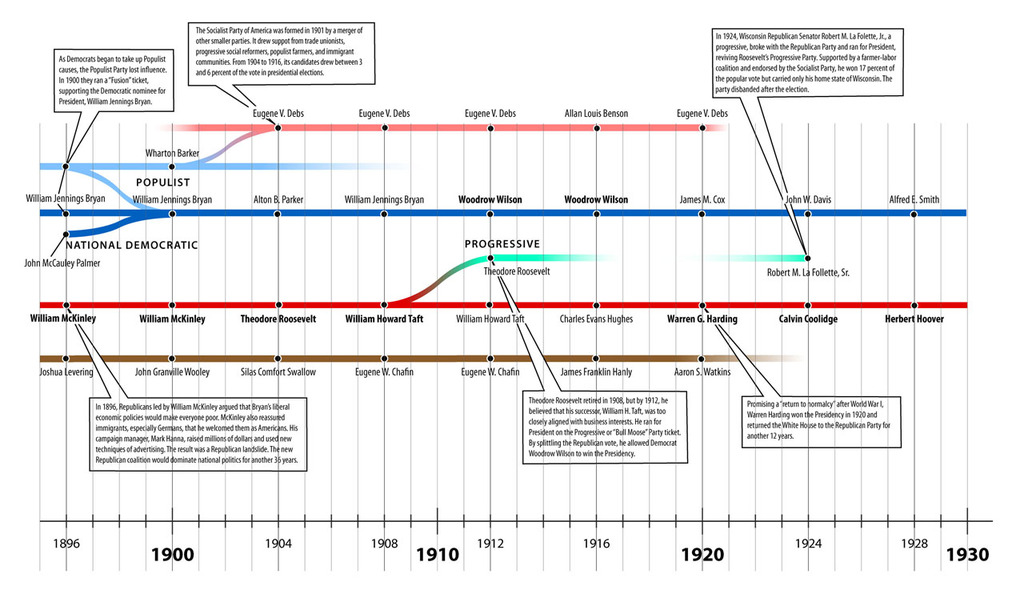 The Socialist Party of America was formed in 1901 by a merger
of other smaller parties. It drew suppot from trade unionists,
progressive social reformers, populist farmers, and immigrant
communities. From 1904 to 1916, its candidates drew between 3
and 6 percent of the vote in presidential elections.
In 1924, Wisconsin Republican Senator Robert M. La Folette, Jr., a
progressive, broke with the Republican Party and ran for President,
reviving Roosevelt's Progressive Party. Supported by a farmer-labor
coalition and endorsed by the Socialist Party, he won 17 percent of
the popular vote but carried only his home state of Wisconsin. The
party disbanded after the election.
As Democrats began to take up Populist
causes, the Populist Party lost influence.
In 1900 they ran a "Fusion" ticket,
supporting the Democratic nominee for
President, William Jennings Bryan.
Eugene V. Debs
Eugene V. Debs
Eugene V. Debs
Allan Louis Benson
Eugene V. Debs
Wharton Barker
POPULIST
William Jennings Bryan
William Jennings Bryan
Alton B. Parker
William Jennings Bryan
Woodrow Wilson
Woodrow Wilson
James M. Cox
John W. Davis
Alfred E. Smith
NATIONAL DEMOCRATIC
John McCauley Palmer
PROGRESSIVE
Theodore Roosevelt
Robert M. La Follette, Sr.
William McKinley
William McKinley
Theodore Roosevelt
William Howard Taft
William Howard Taft
Charles Evans Hughes
Warren G. Harding
Calvin Coolidge
Herbert Hoover
Joshua Levering
John Granville Wooley
Silas Comfort Swallow
Eugene W. Chafin
Eugene W. Chafin
James Franklin Hanly
Aaron S. Watkins
In 1896, Republicans led by William McKinley argued that Bryan's liberal
economic policies would make everyone poor. McKinley also reassured
immigrants, especially Germans, that he welcomed them as Americans. His
campaign manager, Mark Hanna, raised millions of dollars and used new
techniques of advertising. The result was a Republican landslide. The new
Republican coalition would dominate national politics for another 36 years.
Theodore Roosevelt retired in 1908, but by 1912, he
believed that his successor, William H. Taft, was too
closely aligned with business interests. He ran for
President on the Progressive or "Bull Moose" Party ticket.
By splitting the Republican vote, he allowed Democrat
Woodrow Wilson to win the Presidency.
Promising a "return to normalcy" after World War I,
Warren Harding won the Presidency in 1920 and
returned the White House to the Republican Party for
another 12 years.
1896
1900
1904
1908
1910
1912
1916
1920
1924
1928
1930